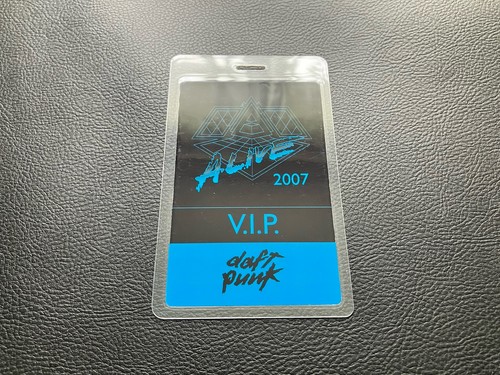 ALIVE
2007
V.I.P.
daft
punk